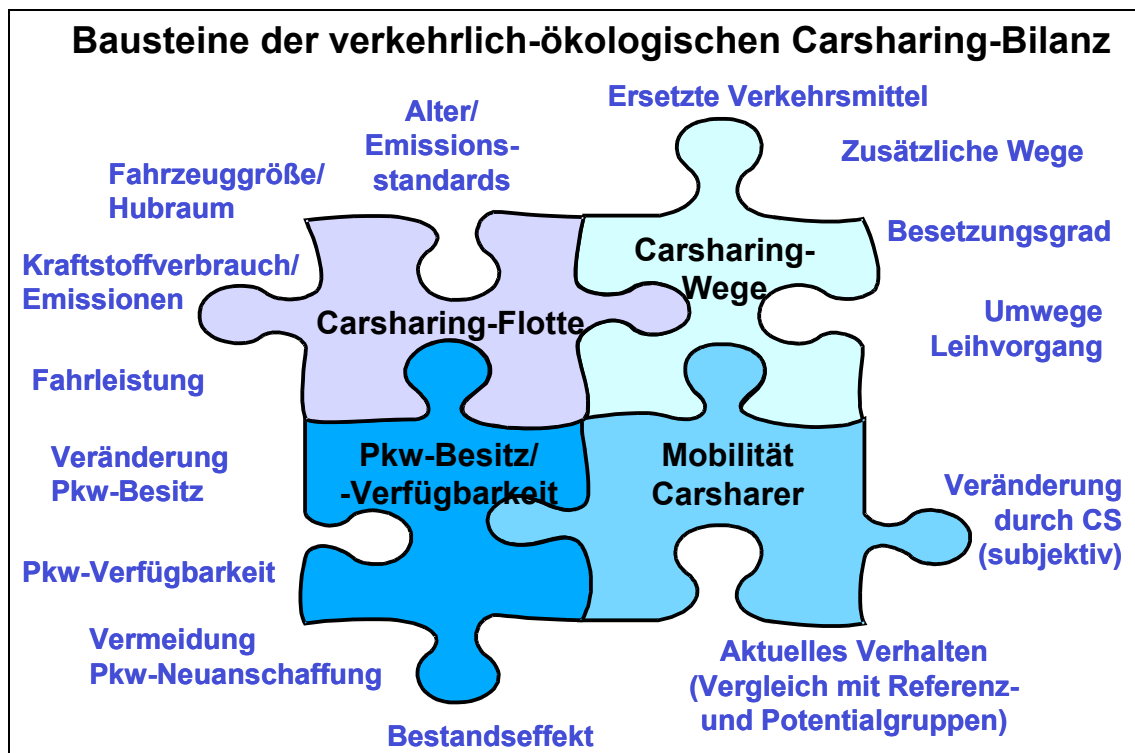 Bausteine der verkehrlich-ökologischen Carsharing-Bilanz
Ersetzte Verkehrsmittel
Alter/
Emissions-
standards
Zusätzliche Wege
Fahrzeuggröße/
Hubraum
Besetzungsgrad
Carsharing-
Wege
Kraftstoffverbrauch/
Emissionen
Carsharing-Flotte
Umwege
Leihvorgang
Fahrleistung
Veränderung
Pkw-Besitz
Pkw-Besitz/
-Verfügbarkeit
Mobilität
Carsharer
Veränderung
durch CS
(subjektiv)
Pkw-Verfügbarkeit
Vermeidung
Pkw-Neuanschaffung
Aktuelles Verhalten
(Vergleich mit Referenz-
und Potentialgruppen)
Bestandseffekt